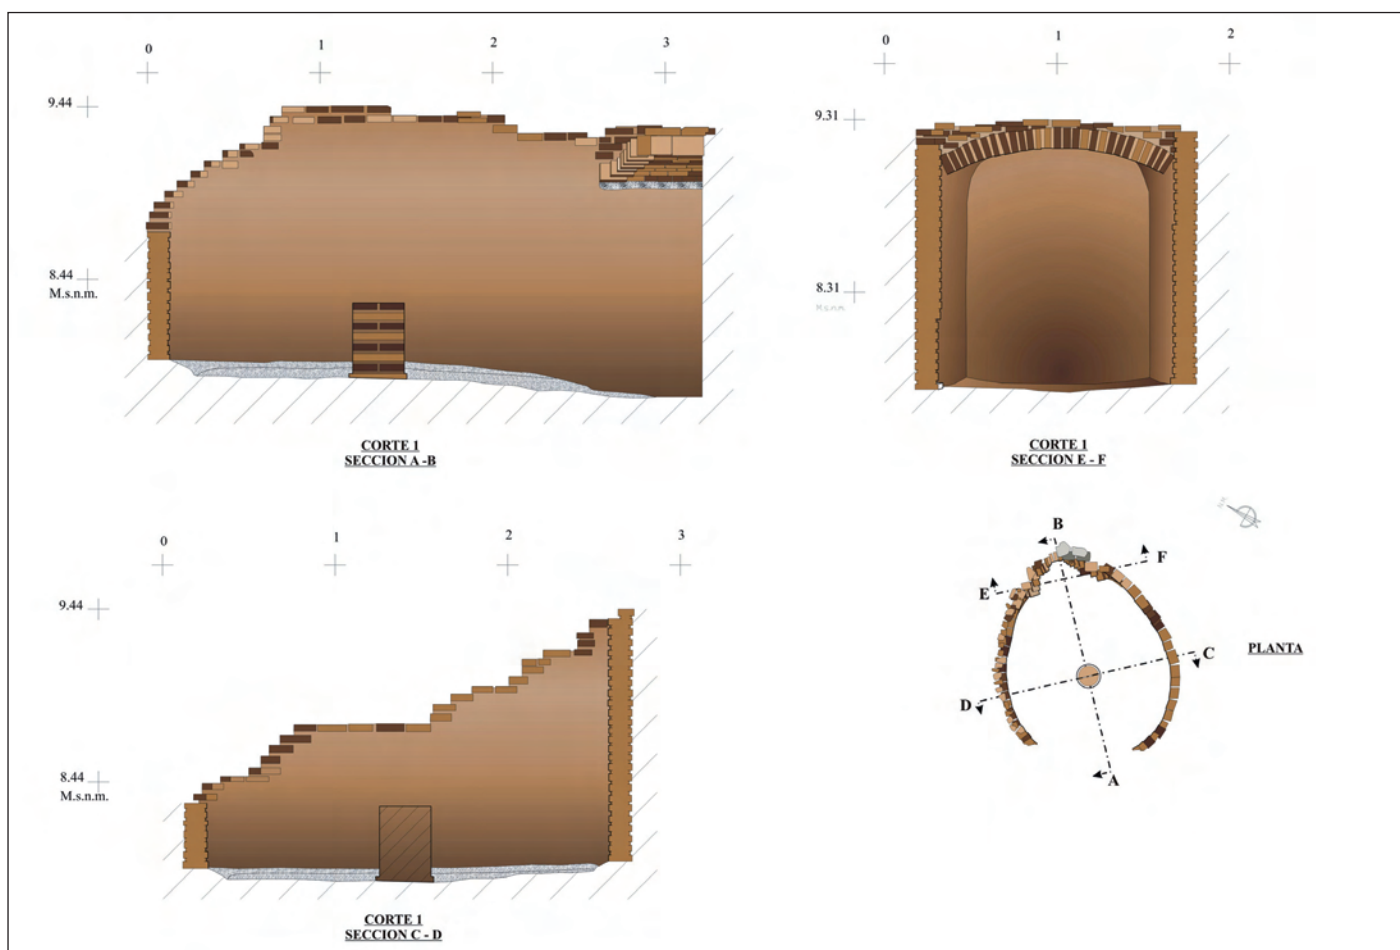 0 1 2 3
9.44
8.44
M.s.n.m.
CORTE 1
SECCION A -B
0 1 2
9.31
8.31
M.s.n.m.
CORTE 1
SECCION E - F
0 1 2 3
9.44
8.44
M.s.n.m.
CORTE 1
SECCION C - D
B
F
E
C
PLANTA
D
A